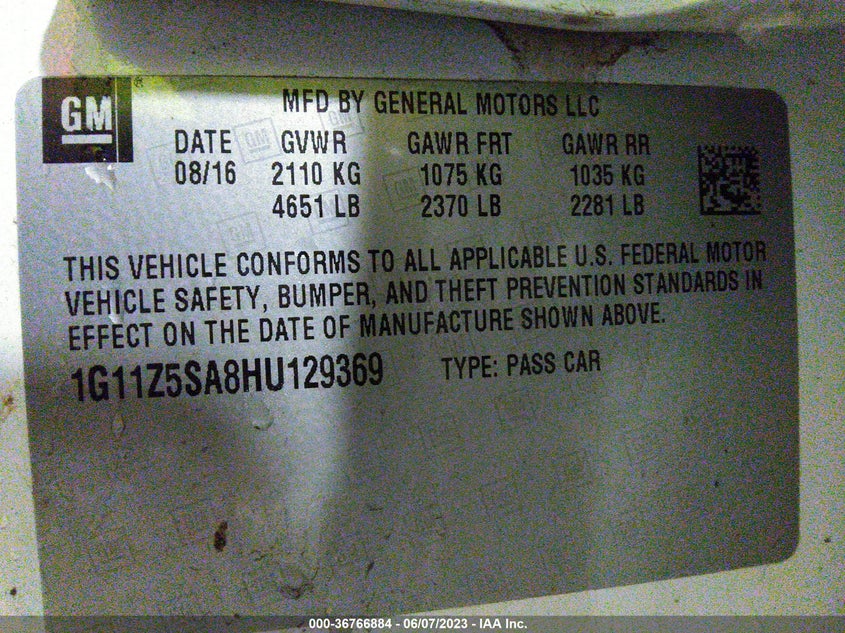 GM ®
MFD BY GENERAL MOTORS LLC
DATE GVWR GAWR FRT GAWR RR
08/16 2110 KG 1075 KG 1035 KG
4651 LB 2370 LB 2281 LB
THIS VEHICLE CONFORMS TO ALL APPLICABLE U.S. FEDERAL MOTOR
VEHICLE SAFETY, BUMPER, AND THEFT PREVENTION STANDARDS IN
EFFECT ON THE DATE OF MANUFACTURE SHOWN ABOVE.
1G11Z5SA8HU129369 TYPE: PASS CAR
000-36766884 - 06/07/2023 - IAA Inc.